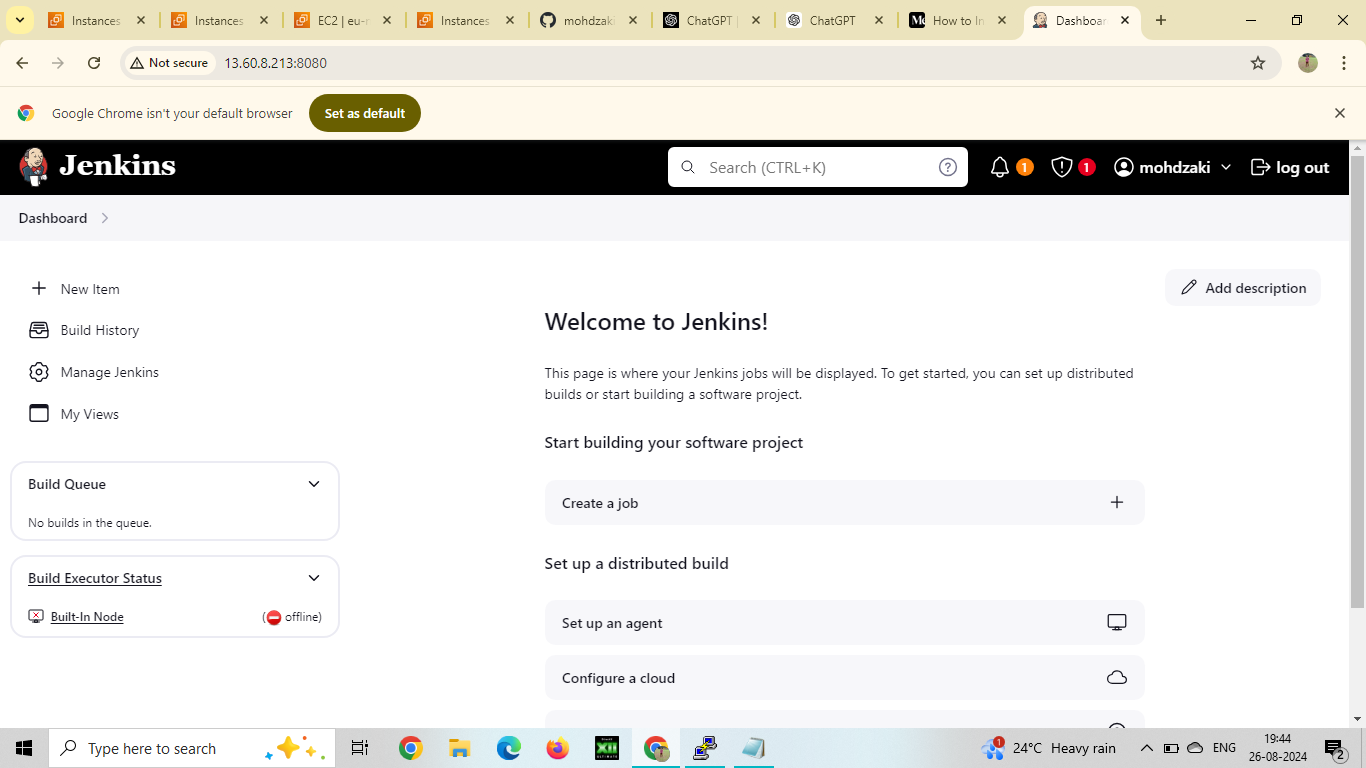 Instances
Instances
EC2 | eu-n
Instances
mohdzaki
ChatGPT |
ChatGPT
How to In
Dashboar
Not secure
13.60.8.213:8080
Google Chrome isn't your default browser
Set as default
Jenkins
Search (CTRL+K)
1
1
mohdzaki
log out
Dashboard
New Item
Build History
Manage Jenkins
My Views
Build Queue
No builds in the queue.
Build Executor Status
Built-In Node
(offline)
Add description
Welcome to Jenkins!
This page is where your Jenkins jobs will be displayed. To get started, you can set up distributed
builds or start building a software project.
Start building your software project
Create a job
Set up a distributed build
Set up an agent
Configure a cloud
Type here to search
XII
1
24°C Heavy rain
ENG
19:44
26-08-2024
2